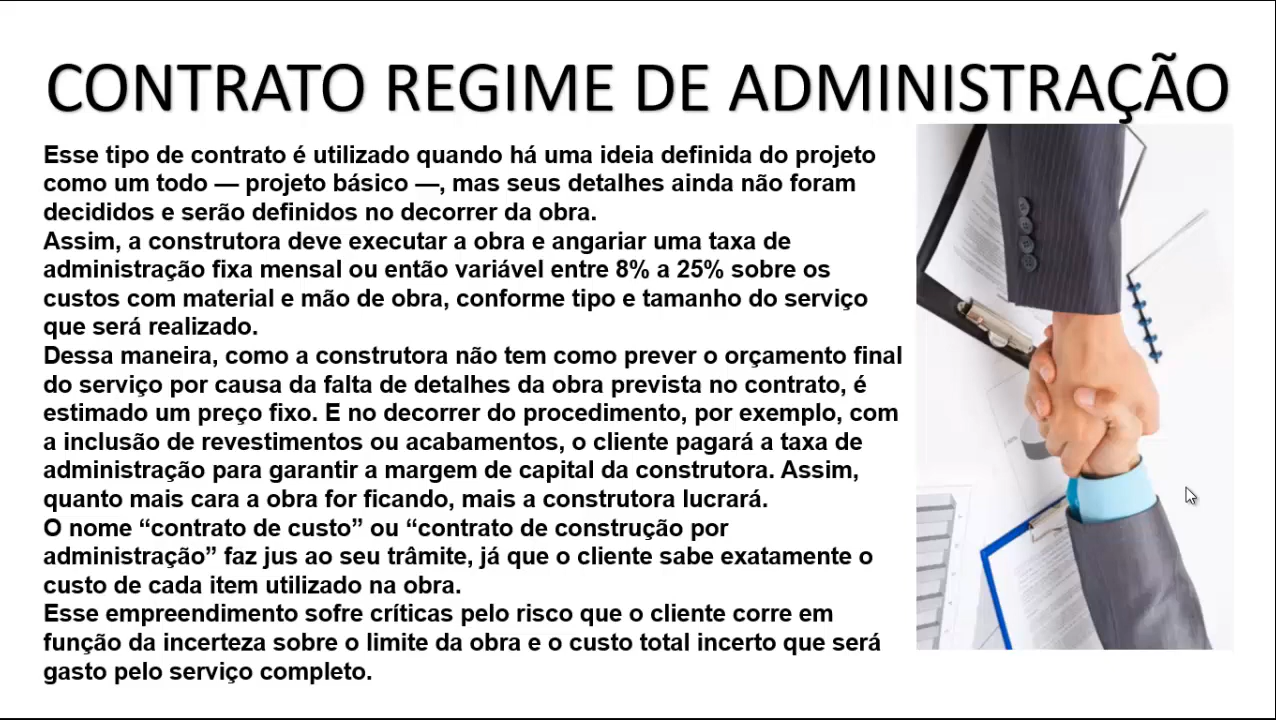 CONTRATO REGIME DE ADMINISTRAÇÃO
Esse tipo de contrato é utilizado quando há uma ideia definida do projeto
como um todo — projeto básico —, mas seus detalhes ainda não foram
decididos e serão definidos no decorrer da obra.
Assim, a construtora deve executar a obra e angariar uma taxa de
administração fixa mensal ou então variável entre 8% a 25% sobre os
custos com material e mão de obra, conforme tipo e tamanho do serviço
que será realizado.
Dessa maneira, como a construtora não tem como prever o orçamento final
do serviço por causa da falta de detalhes da obra prevista no contrato, é
estimado um preço fixo. E no decorrer do procedimento, por exemplo, com
a inclusão de revestimentos ou acabamentos, o cliente pagará a taxa de
administração para garantir a margem de capital da construtora. Assim,
quanto mais cara a obra for ficando, mais a construtora lucrará.
O nome “contrato de custo” ou “contrato de construção por
administração” faz jus ao seu trâmite, já que o cliente sabe exatamente o
custo de cada item utilizado na obra.
Esse empreendimento sofre críticas pelo risco que o cliente corre em
função da incerteza sobre o limite da obra e o custo total incerto que será
gasto pelo serviço completo.